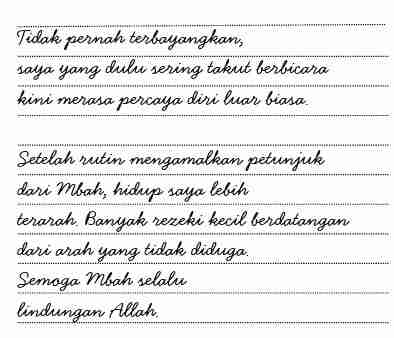 Tidak pernah terbayangkan,
saya yang dulu sering takut berbicara
kini merasa percaya diri luar biasa.
Setelah rutin mengamalkan petunjuk
dari Mbah, hidup saya lebih
terarah. Banyak rezeki kecil berdatangan
dari arah yang tidak diduga.
Semoga Mbah selalu
lindungan Allah.